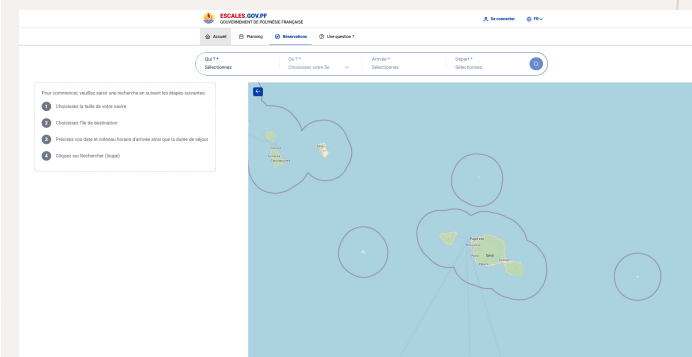 ESCALES.GOV.PF
GOUVERNEMENT DE POLYNÉSIE FRANÇAISE
Se connecter
FR
Accueil
Planning
Réservations
Une question ?
Qui ? *
Sélectionnez
Où ? *
Choisissez votre île
Arrivée *
Sélectionnez
Départ *
Sélectionnez
Pour commencer, veuillez saisir une recherche en suivant les étapes suivantes:
1 Choisissez la taille de votre navire
2 Choisissez l'île de destination
3 Précisez vos date et créneau horaire d'arrivée ainsi que la durée de séjour
4 Cliquez sur Rechercher (loupe)
Papeete
Tahiti